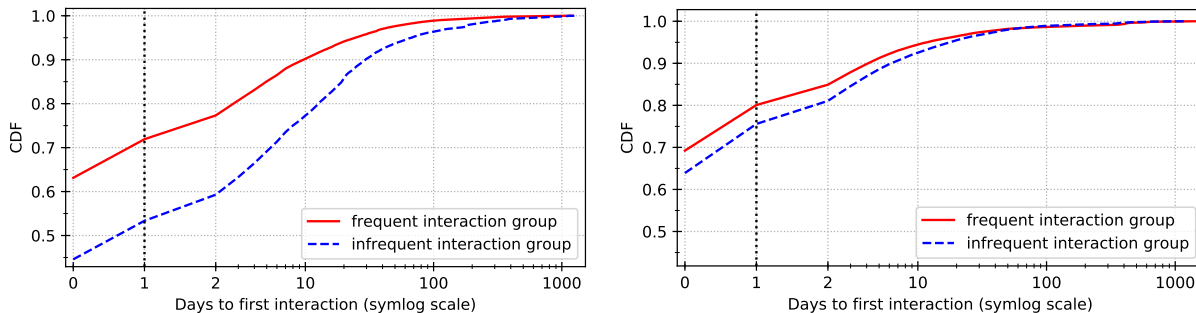 1.0
0.9
0.8
0.7
0.6
0.5
CDF
0 1 2 10 100 1000
Days to first interaction (symlog scale)
frequent interaction group
infrequent interaction group
1.0
0.9
0.8
0.7
0.6
0.5
CDF
0 1 2 10 100 1000
Days to first interaction (symlog scale)
frequent interaction group
infrequent interaction group